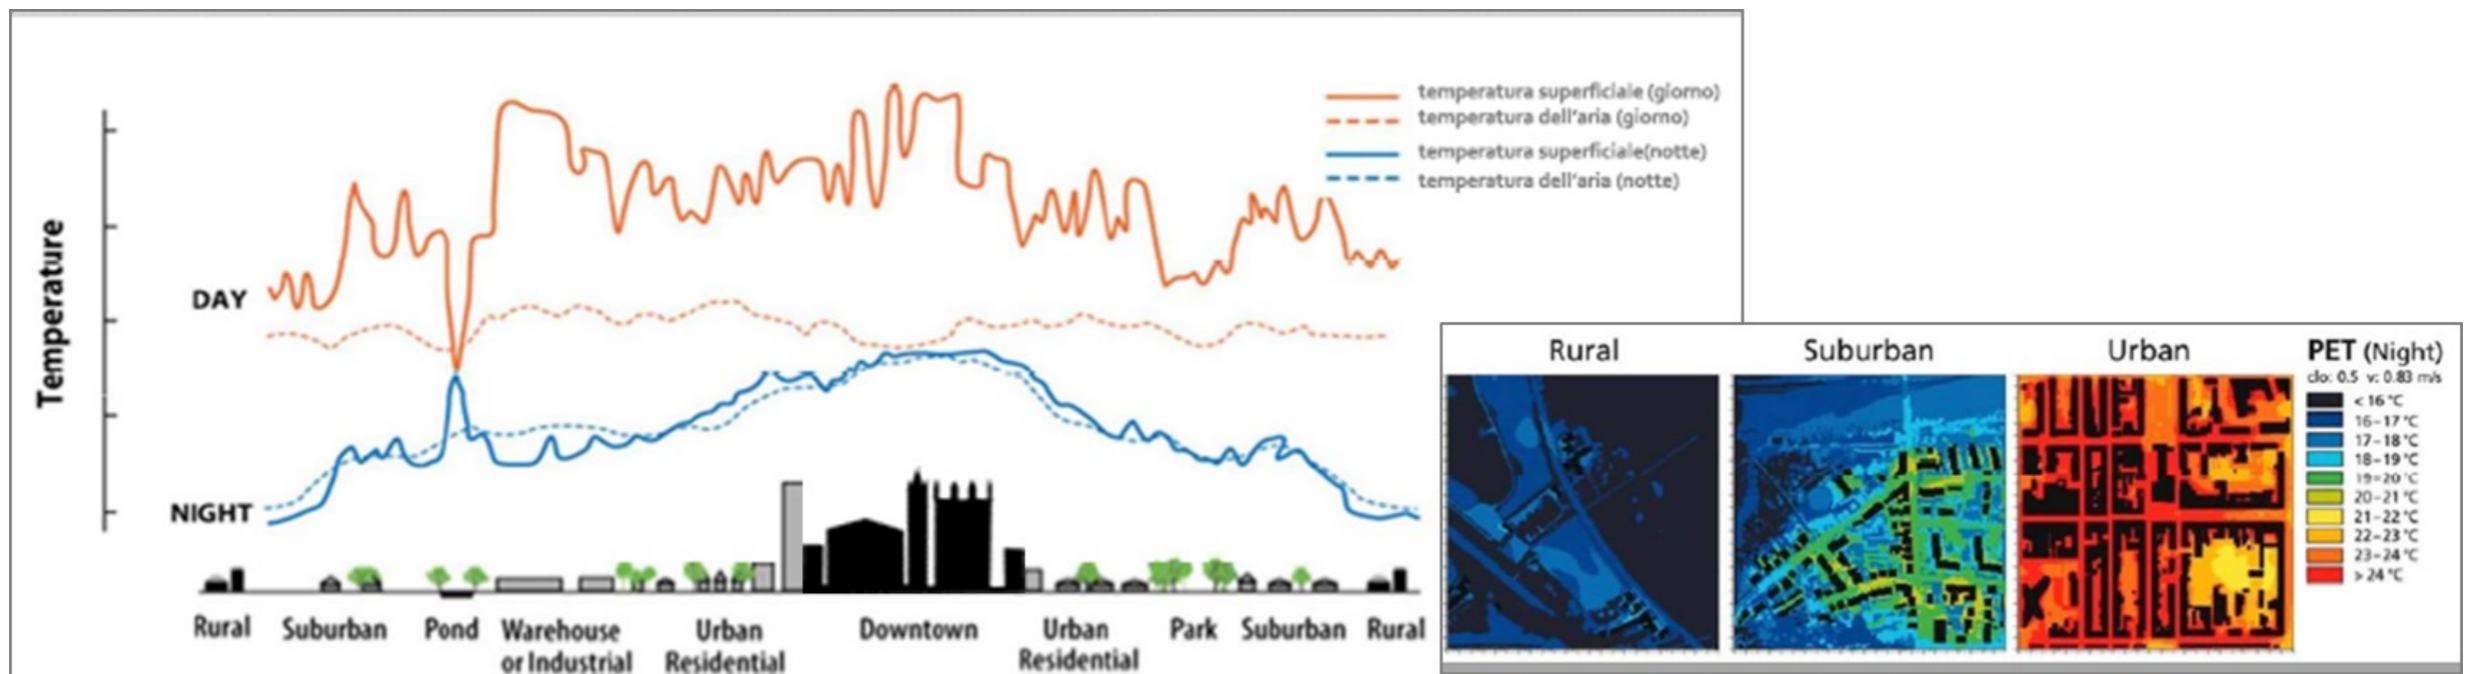 temperatura superficiale (giorno)
temperatura dell'aria (giorno)
temperatura superficiale(notte)
temperatura dell'aria (notte)
Temperature
DAY
NIGHT
Rural
Suburban
Pond
Warehouse
or Industrial
Urban
Residential
Downtown
Urban
Residential
Park
Suburban
Rural
Rural
Suburban
Urban
PET (Night)
clo: 0.5 v: 0.83 m/s
< 16 °C
16–17 °C
17–18 °C
18–19 °C
19–20 °C
20–21 °C
21–22 °C
22–23 °C
23–24 °C
> 24 °C